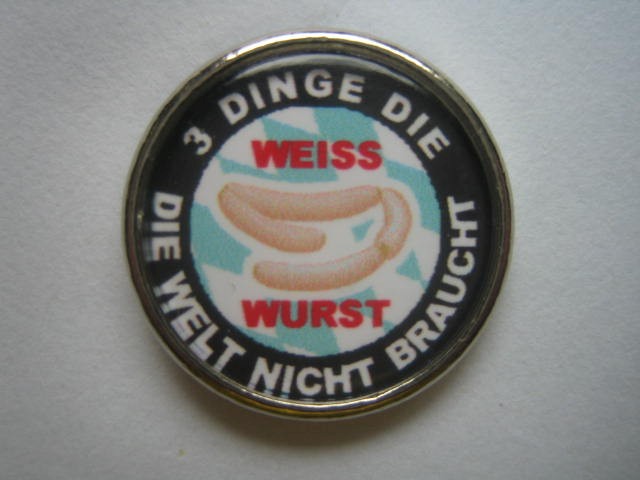 3 DINGE DIE
WEISS
WURST
DIE WELT NICHT BRAUCHT